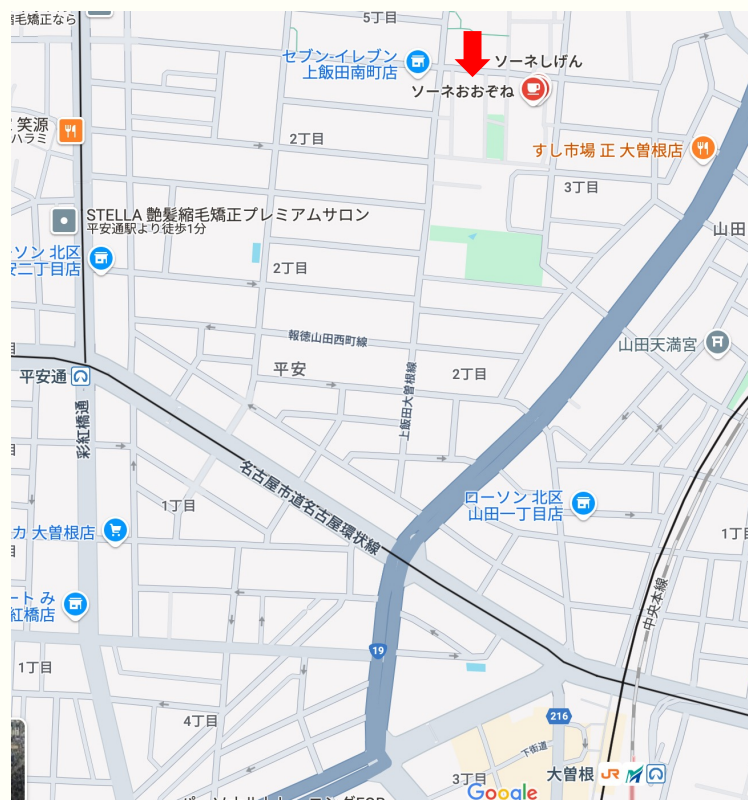 5丁目
毛矯正なら
セブン-イレブン
上飯田南町店
ソーネしげん
ソーネおおぞね
笑源
ハラミ
2丁目
すし市場 正 大曽根店
3丁目
STELLA 艶髪縮毛矯正プレミアムサロン
平安通駅より徒歩1分
山田
ソン 北区
安二丁目店
2丁目
報徳山田西町線
山田天満宮
平安通
平安
2丁目
上飯田大曽根線
彩紅橋通
名古屋市道名古屋環状線
1丁目
ローソン 北区
山田一丁目店
カ 大曽根店
1丁
中央本線
ート み
紅橋店
19
1丁目
4丁目
216
下街道
大曽根 JR
3丁目
Google